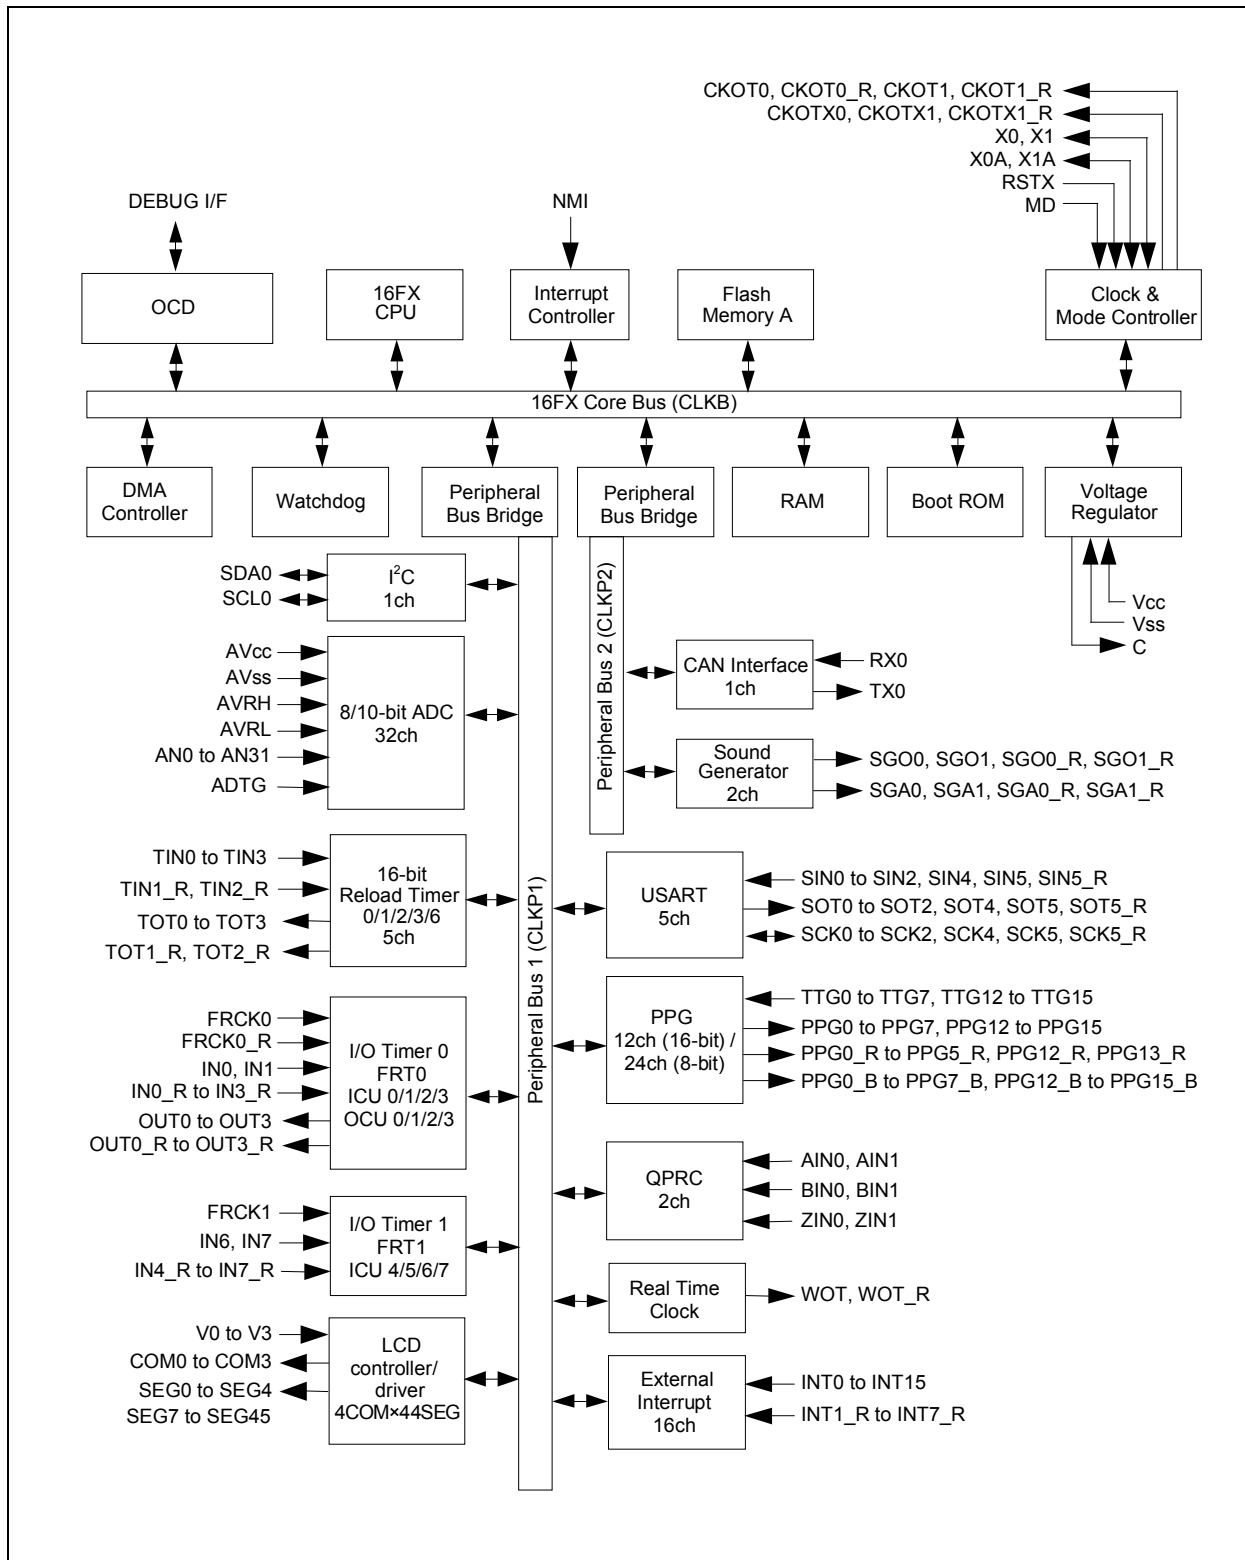 CKOT0, CKOT0_R, CKOT1, CKOT1_R
CKOTX0, CKOTX1, CKOTX1_R
X0, X1
X0A, X1A
RSTX
MD
DEBUG I/F
NMI
OCD
16FX
CPU
Interrupt
Controller
Flash
Memory A
Clock &
Mode Controller
16FX Core Bus (CLKB)
DMA
Controller
Watchdog
Peripheral
Bus Bridge
Peripheral
Bus Bridge
RAM
Boot ROM
Voltage
Regulator
Vcc
Vss
C
Peripheral Bus 1 (CLKP1)
Peripheral Bus 2 (CLKP2)
SDA0
SCL0
I²C
1ch
AVcc
AVss
AVRH
AVRL
AN0 to AN31
ADTG
8/10-bit ADC
32ch
TIN0 to TIN3
TIN1_R, TIN2_R
TOT0 to TOT3
TOT1_R, TOT2_R
16-bit
Reload Timer
0/1/2/3/6
5ch
FRCK0
FRCK0_R
IN0, IN1
IN0_R to IN3_R
OUT0 to OUT3
OUT0_R to OUT3_R
I/O Timer 0
FRT0
ICU 0/1/2/3
OCU 0/1/2/3
FRCK1
IN6, IN7
IN4_R to IN7_R
I/O Timer 1
FRT1
ICU 4/5/6/7
V0 to V3
COM0 to COM3
SEG0 to SEG4
SEG7 to SEG45
LCD
controller/
driver
4COM×44SEG
CAN Interface
1ch
RX0
TX0
Sound
Generator
2ch
SGO0, SGO1, SGO0_R, SGO1_R
SGA0, SGA1, SGA0_R, SGA1_R
USART
5ch
SIN0 to SIN2, SIN4, SIN5, SIN5_R
SOT0 to SOT2, SOT4, SOT5, SOT5_R
SCK0 to SCK2, SCK4, SCK5, SCK5_R
PPG
12ch (16-bit) /
24ch (8-bit)
TTG0 to TTG7, TTG12 to TTG15
PPG0 to PPG7, PPG12 to PPG15
PPG0_R to PPG5_R, PPG12_R, PPG13_R
PPG0_B to PPG7_B, PPG12_B to PPG15_B
QPRC
2ch
AIN0, AIN1
BIN0, BIN1
ZIN0, ZIN1
Real Time
Clock
WOT, WOT_R
External
Interrupt
16ch
INT0 to INT15
INT1_R to INT7_R